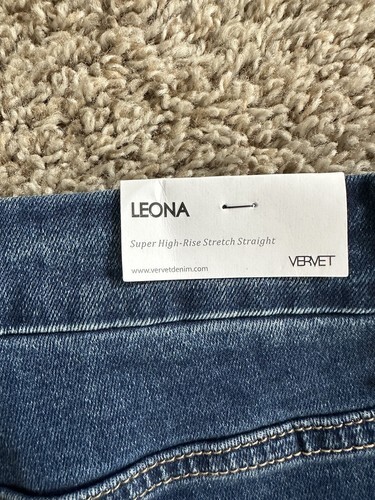 LEONA
Super High-Rise Stretch Straight
www.vervetdenim.com
VERVET